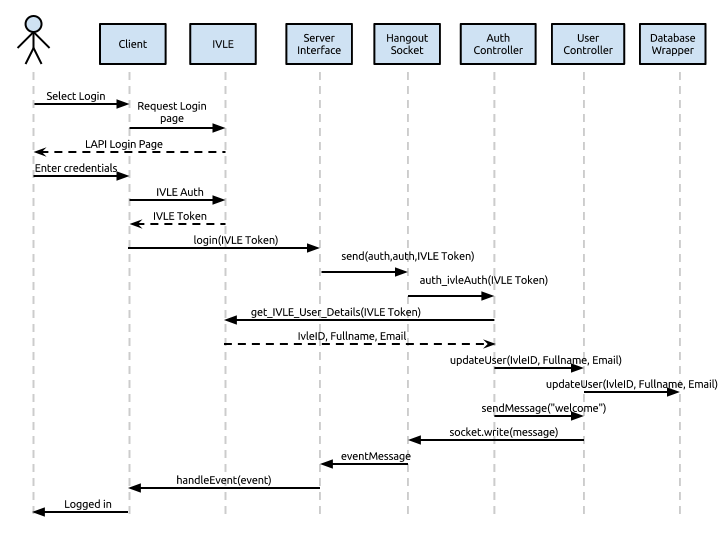 Client
IVLE
Server
Interface
Hangout
Socket
Auth
Controller
User
Controller
Database
Wrapper
Select Login
Request Login
page
LAPI Login Page
Enter credentials
IVLE Auth
IVLE Token
login(IVLE Token)
send(auth,auth,IVLE Token)
auth_ivleAuth(IVLE Token)
get_IVLE_User_Details(IVLE Token)
IvleID, Fullname, Email
updateUser(IvleID, Fullname, Email)
updateUser(IvleID, Fullname, Email)
sendMessage("welcome")
socket.write(message)
eventMessage
handleEvent(event)
Logged in